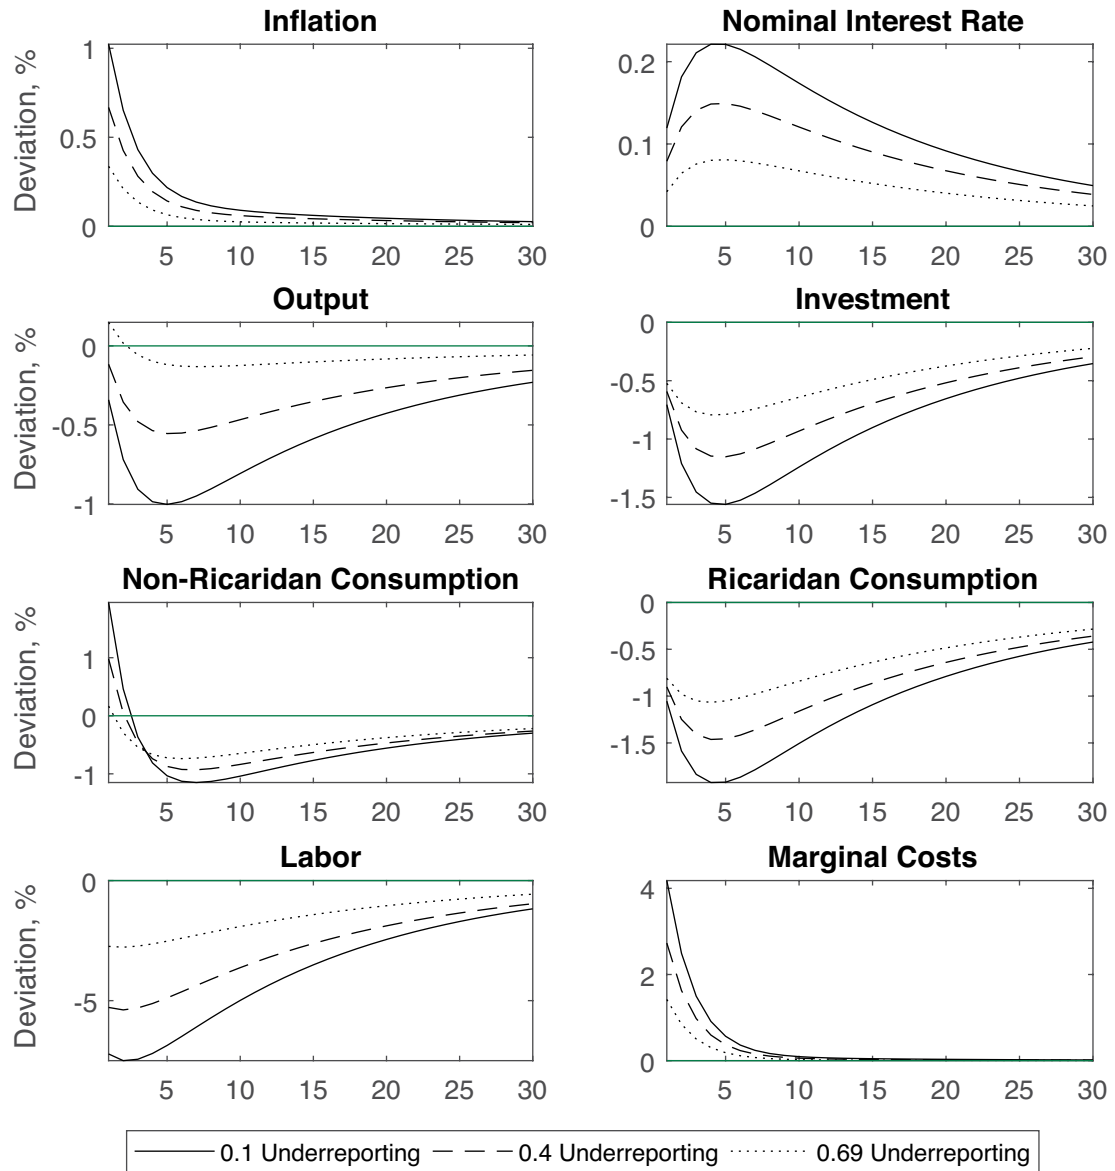 Inflation
Nominal Interest Rate
Deviation, %
1
0.5
0
5 10 15 20 25 30
0.2
0.1
0
5 10 15 20 25 30
Output
Investment
Deviation, %
0
-0.5
-1
5 10 15 20 25 30
0
-0.5
-1
-1.5
5 10 15 20 25 30
Non-Ricaridan Consumption
Ricaridan Consumption
Deviation, %
1
0
-1
5 10 15 20 25 30
0
-0.5
-1
-1.5
5 10 15 20 25 30
Labor
Marginal Costs
Deviation, %
0
-5
5 10 15 20 25 30
4
2
0
5 10 15 20 25 30
0.1 Underreporting 0.4 Underreporting 0.69 Underreporting